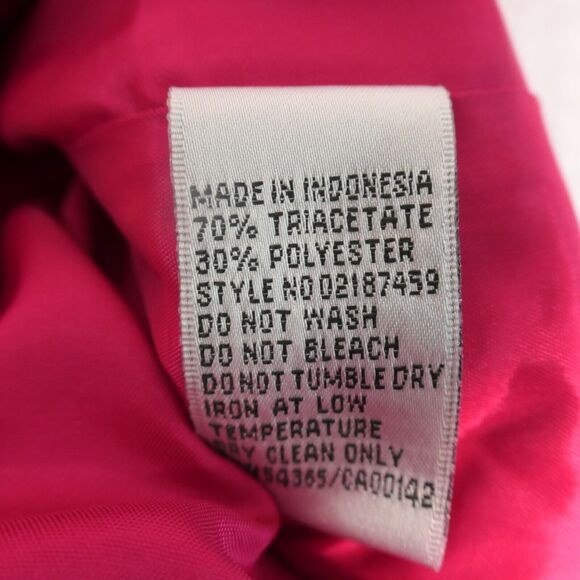 MADE IN INDONESIA
70% TRIACETATE
30% POLYESTER
STYLE NO 02187459
DO NOT WASH
DO NOT BLEACH
DO NOT TUMBLE DRY
IRON AT LOW
TEMPERATURE
DRY CLEAN ONLY
54365/CA00142